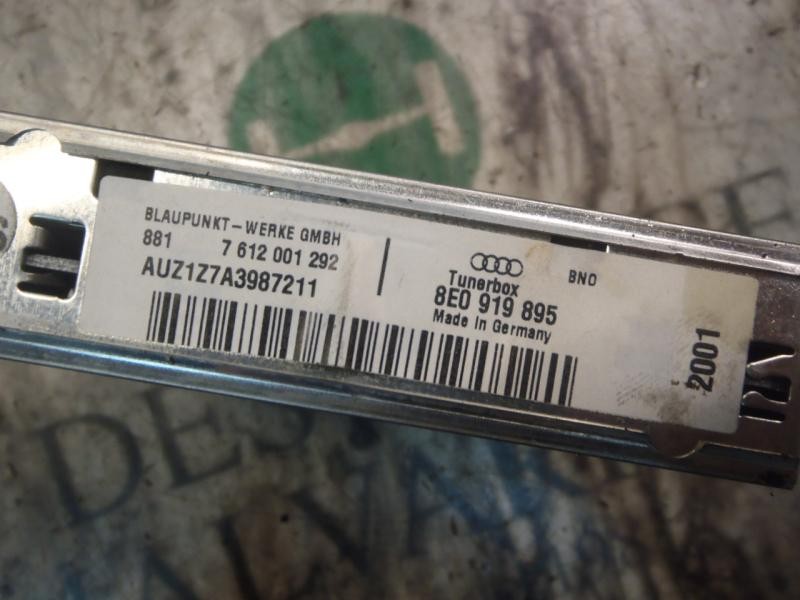 BLAUPUNKT - WERKE GMBH
881 7 612 001 292
AUZ1Z7A3987211
Tunerbox
BNO
8E0 919 895
Made in Germany
2001